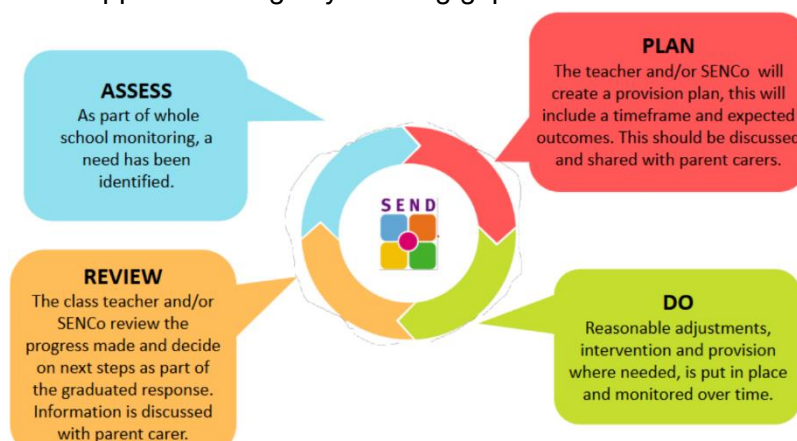 ASSESS
As part of whole
school monitoring, a
need has been
identified.
PLAN
The teacher and/or SENCo will
create a provision plan, this will
include a timeframe and expected
outcomes. This should be discussed
and shared with parent carers.
SEND
REVIEW
The class teacher and/or
SENCo review the
progress made and decide
on next steps as part of
the graduated response.
Information is discussed
with parent carer.
DO
Reasonable adjustments,
intervention and provision
where needed, is put in place
and monitored over time.